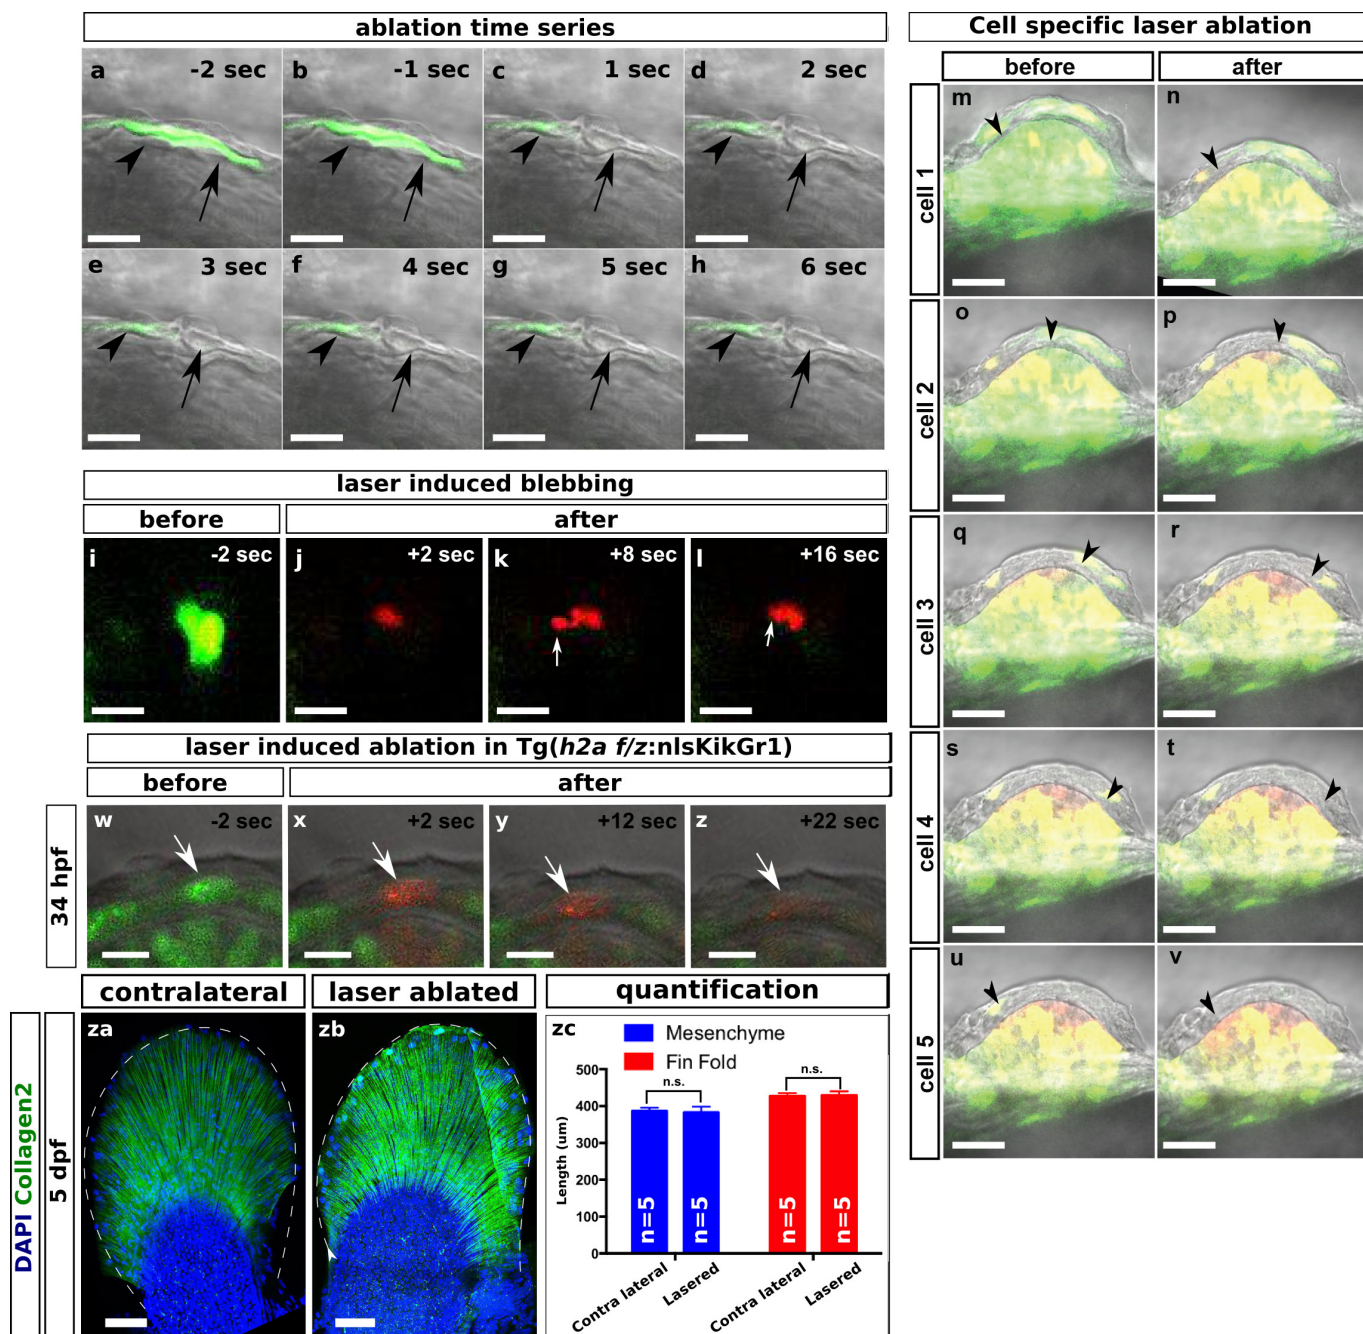 ablation time series
a -2 sec
b -1 sec
c 1 sec
d 2 sec
e 3 sec
f 4 sec
g 5 sec
h 6 sec
laser induced blebbing
before
after
i -2 sec
j +2 sec
k +8 sec
l +16 sec
laser induced ablation in Tg(h2a f/z:nlsKikGr1)
before
after
34 hpf
w -2 sec
x +2 sec
y +12 sec
z +22 sec
contralateral
laser ablated
quantification
DAPI Collagen2
5 dpf
za
zb
zc
Mesenchyme
Fin Fold
Length (um)
500
400
300
200
100
0
n.s.
n.s.
n=5
n=5
n=5
n=5
Contra lateral
Lasered
Contra lateral
Lasered
Cell specific laser ablation
before
after
cell 1
m
n
cell 2
o
p
cell 3
q
r
cell 4
s
t
cell 5
u
v